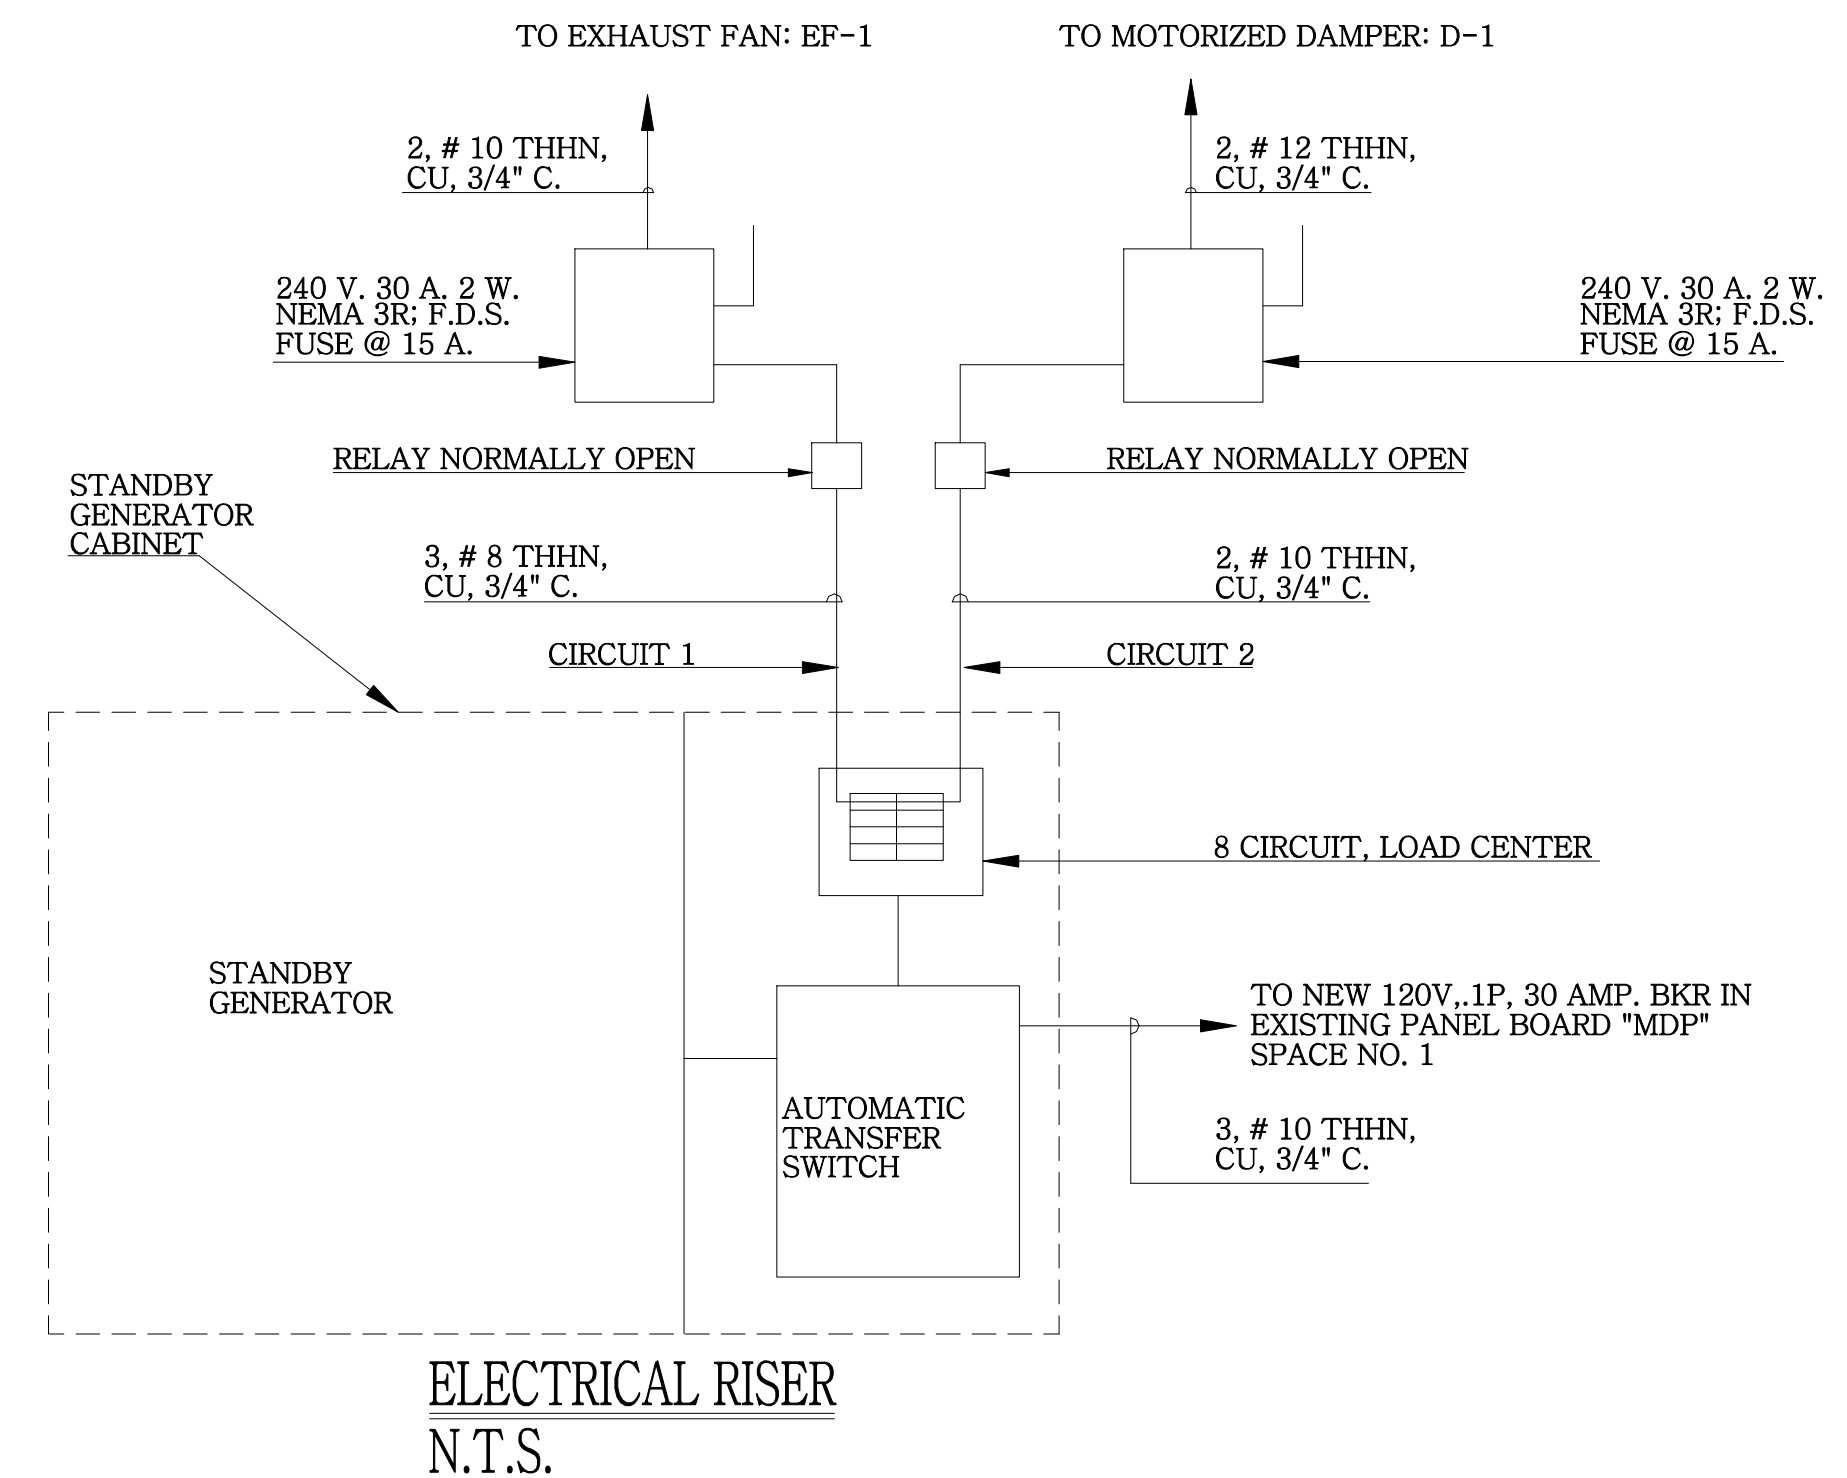 TO EXHAUST FAN: EF-1
TO MOTORIZED DAMPER: D-1
2, # 10 THHN,
CU, 3/4" C.
2, # 12 THHN,
CU, 3/4" C.
240 V. 30 A. 2 W.
NEMA 3R; F.D.S.
FUSE @ 15 A.
240 V. 30 A. 2 W.
NEMA 3R; F.D.S.
FUSE @ 15 A.
RELAY NORMALLY OPEN
RELAY NORMALLY OPEN
STANDBY
GENERATOR
CABINET
3, # 8 THHN,
CU, 3/4" C.
2, # 10 THHN,
CU, 3/4" C.
CIRCUIT 1
CIRCUIT 2
8 CIRCUIT, LOAD CENTER
STANDBY
GENERATOR
TO NEW 120V,.1P, 30 AMP. BKR IN
EXISTING PANEL BOARD "MDP"
SPACE NO. 1
AUTOMATIC
TRANSFER
SWITCH
3, # 10 THHN,
CU, 3/4" C.
ELECTRICAL RISER
N.T.S.